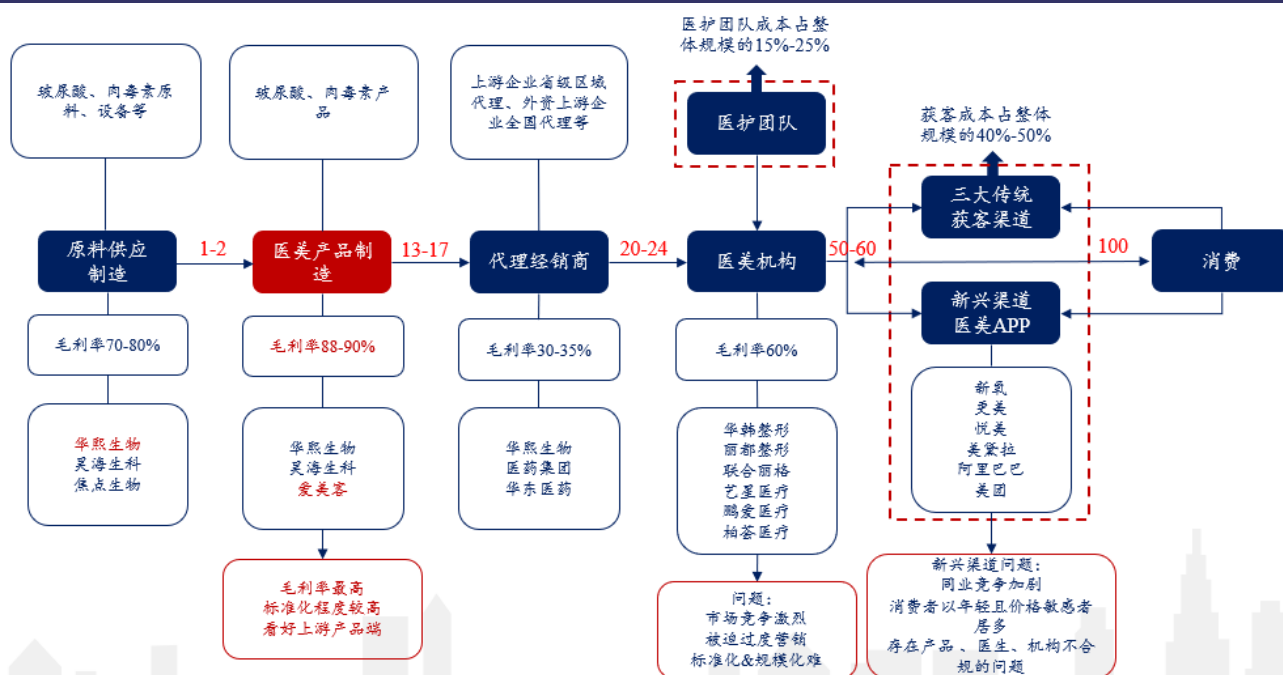 医护团队成本占整
体规模的15%-25%
玻尿酸、肉毒素原
料、设备等
玻尿酸、肉毒素产
品
上游企业省级区域
代理、外资上游企
业全国代理等
医护团队
获客成本占整体
规模的40%-50%
三大传统
获客渠道
原料供应
制造
1-2
医美产品制
造
13-17
代理经销商
20-24
医美机构
50-60
100
消费
新兴渠道
医美APP
毛利率70-80%
毛利率88-90%
毛利率30-35%
毛利率60%
华熙生物
昊海生科
焦点生物
华熙生物
昊海生科
爱美客
华熙生物
医药集团
华东医药
华韩整形
丽都整形
联合丽格
艺星医疗
鹏爱医疗
柏荟医疗
新氧
更美
悦美
美黛拉
阿里巴巴
美团
毛利率最高
标准化程度较高
看好上游产品端
问题：
市场竞争激烈
被迫过度营销
标准化&规模化难
新兴渠道问题：
同业竞争加剧
消费者以年轻且价格敏感者
居多
存在产品、医生、机构不合
规的问题